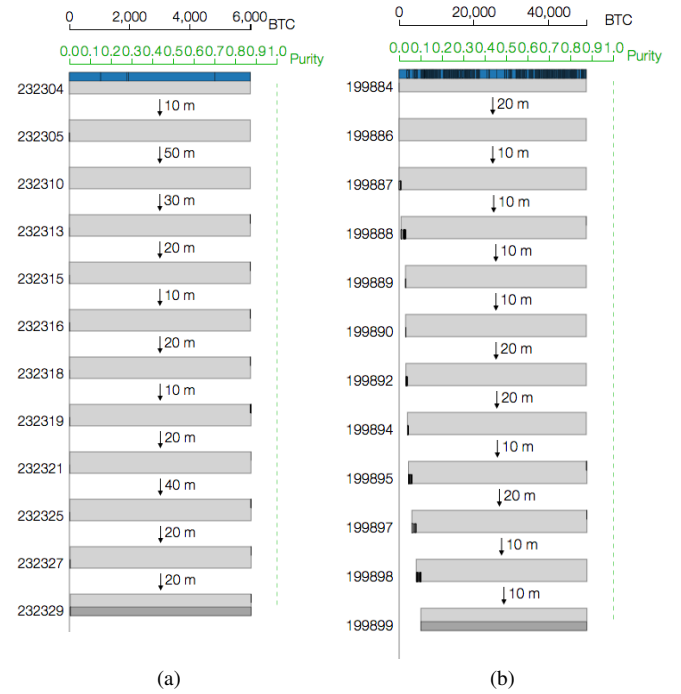 0 2,000 4,000 6,000 BTC
0.0 0.1 0.2 0.3 0.4 0.5 0.6 0.7 0.8 0.9 1.0 Purity
232304
10 m
232305
50 m
232310
30 m
232313
20 m
232315
10 m
232316
20 m
232318
10 m
232319
20 m
232321
40 m
232325
20 m
232327
20 m
232329
(a)
0 20,000 40,000 BTC
0.0 0.1 0.2 0.3 0.4 0.5 0.6 0.7 0.8 0.9 1.0 Purity
199884
20 m
199886
10 m
199887
10 m
199888
10 m
199889
10 m
199890
20 m
199892
20 m
199894
10 m
199895
20 m
199897
10 m
199898
10 m
199899
(b)